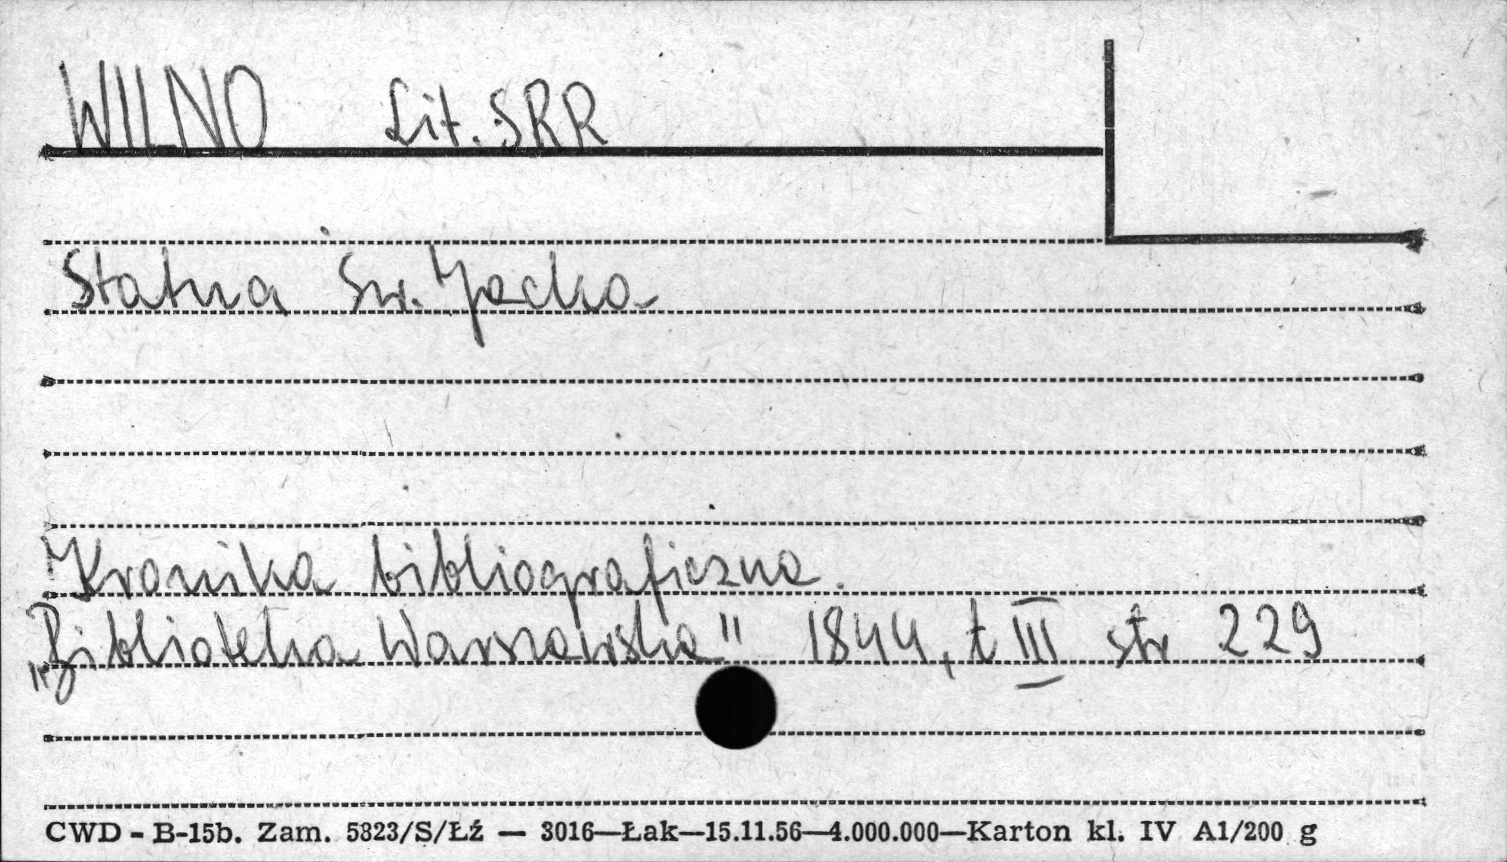 WILNO Lit. SRR
Statua Św. Jacka
Kronika bibliograficzna.
„Biblioteka Warszawska" 1844, t III str 229
CWD - B-15b. Zam. 5823/S/Łź — 3016—Łak—15.11.56—4.000.000—Karton kl. IV A1/200 g